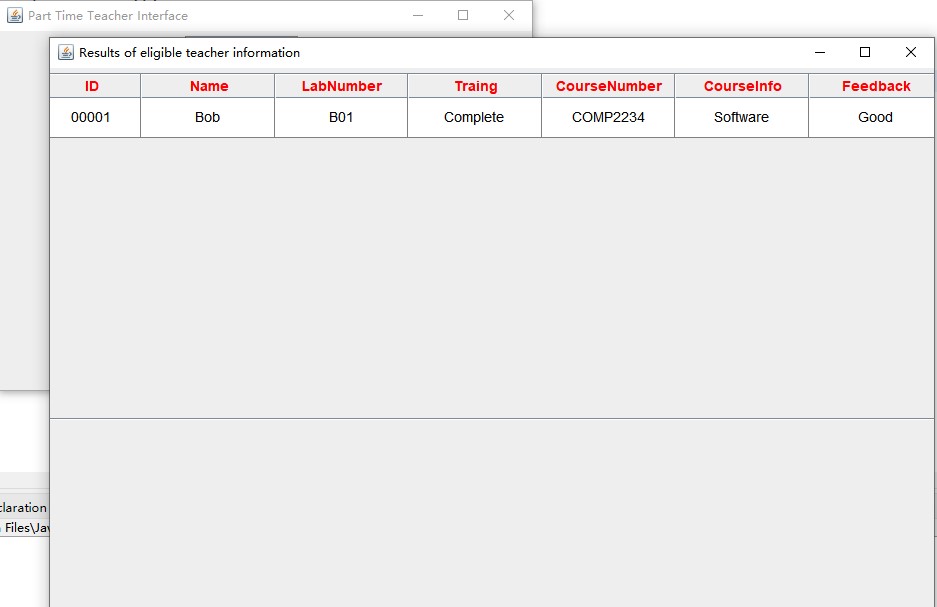 Part Time Teacher Interface
Results of eligible teacher information
ID Name LabNumber Traing CourseNumber CourseInfo Feedback
00001 Bob B01 Complete COMP2234 Software Good
claration
Files\Jav